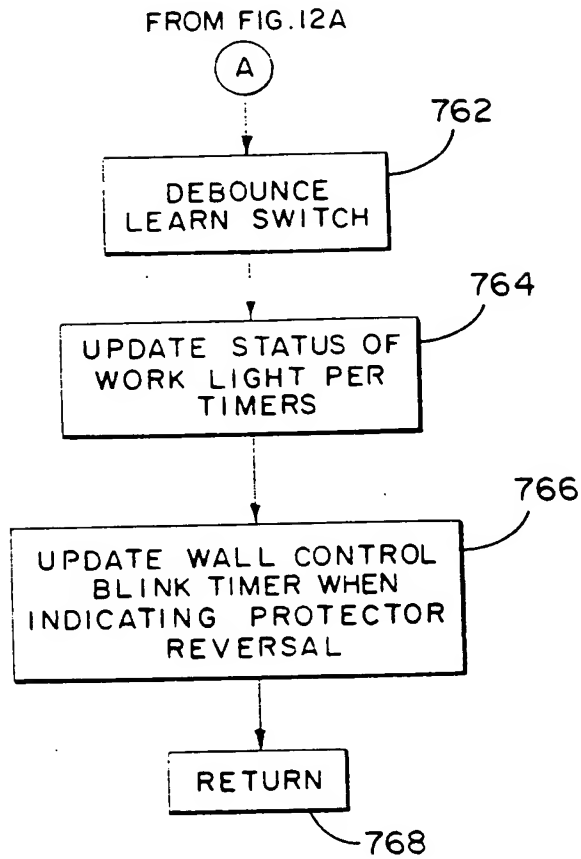 FROM FIG.12A
A
762
DEBOUNCE
LEARN SWITCH
764
UPDATE STATUS OF
WORK LIGHT PER
TIMERS
766
UPDATE WALL CONTROL
BLINK TIMER WHEN
INDICATING PROTECTOR
REVERSAL
RETURN
768